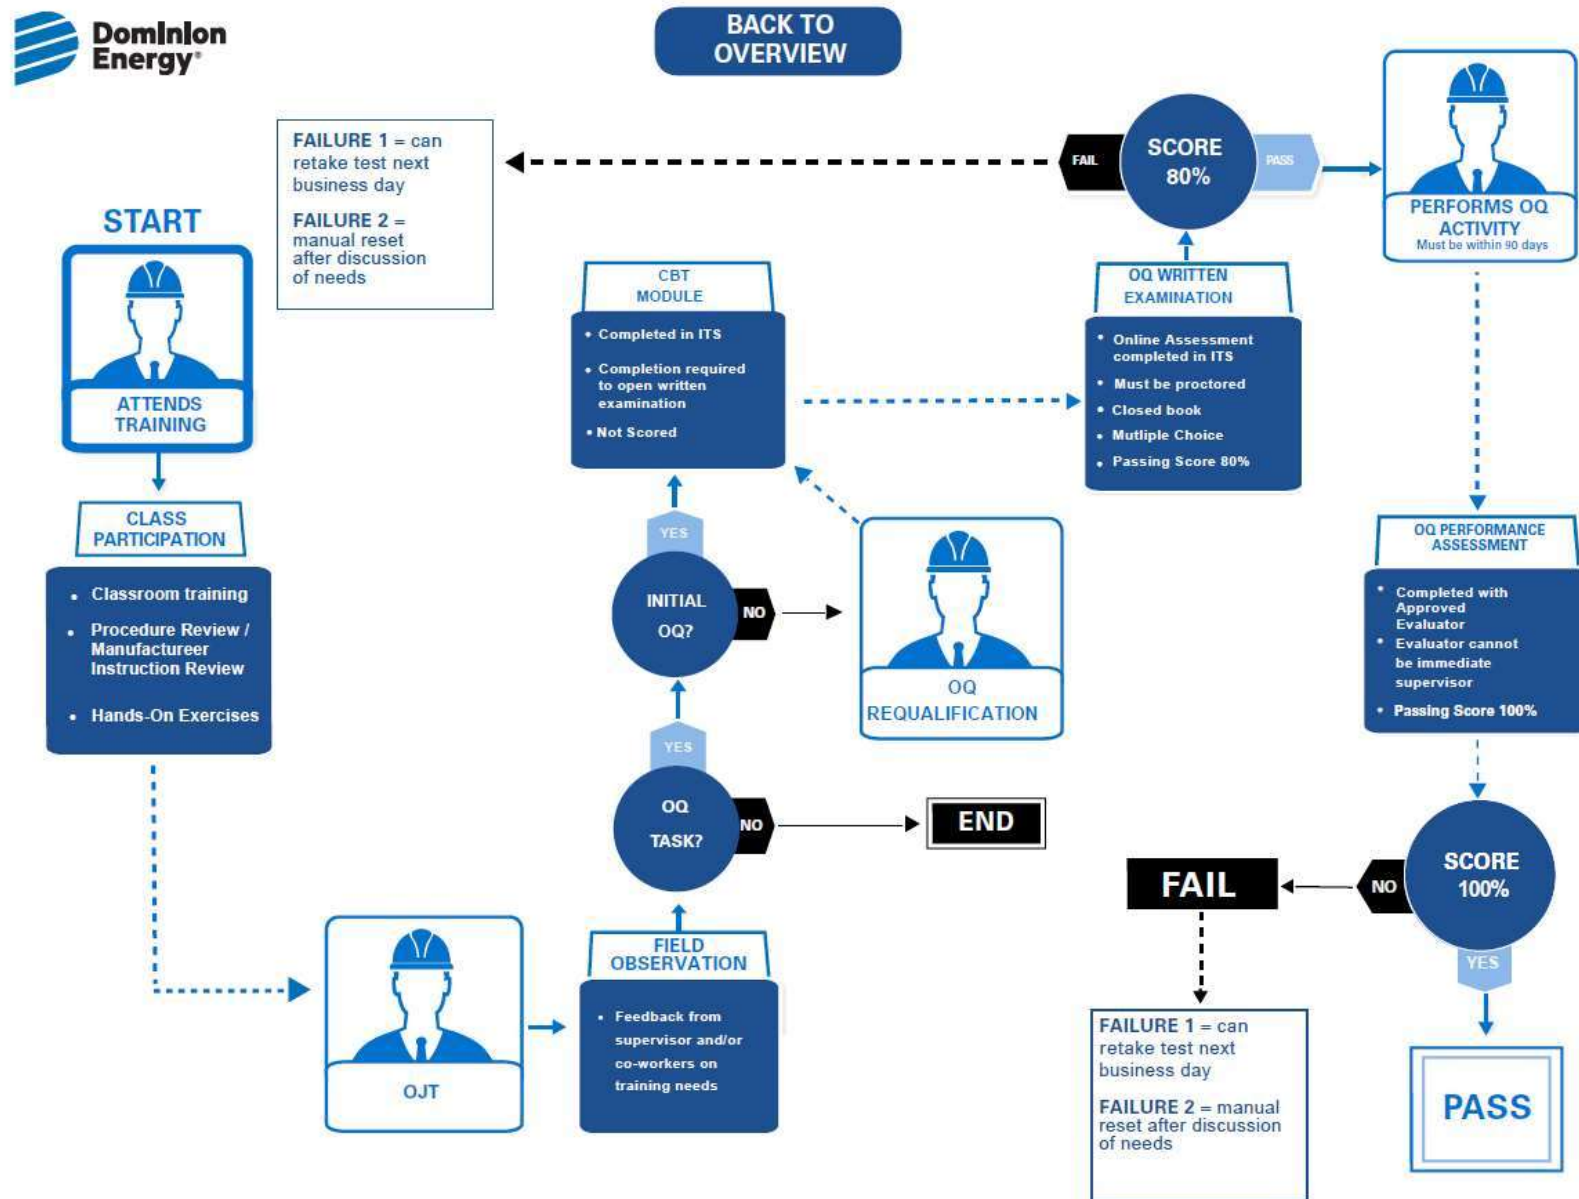 Dominion
Energy®
BACK TO
OVERVIEW
START
ATTENDS
TRAINING
CLASS
PARTICIPATION
• Classroom training
• Procedure Review /
Manufactureer
Instruction Review
• Hands-On Exercises
OJT
FIELD
OBSERVATION
• Feedback from
supervisor and/or
co-workers on
training needs
OQ
TASK?
NO
END
YES
INITIAL
OQ?
NO
OQ
REQUALIFICATION
YES
CBT
MODULE
• Completed in ITS
• Completion required
to open written
examination
• Not Scored
OQ WRITTEN
EXAMINATION
• Online Assessment
completed in ITS
• Must be proctored
• Closed book
• Mutliple Choice
• Passing Score 80%
SCORE
80%
FAIL
FAILURE 1 = can
retake test next
business day
FAILURE 2 =
manual reset
after discussion
of needs
PASS
PERFORMS OQ
ACTIVITY
Must be within 90 days
OQ PERFORMANCE
ASSESSMENT
• Completed with
Approved
Evaluator
• Evaluator cannot
be immediate
supervisor
• Passing Score 100%
SCORE
100%
NO
FAIL
FAILURE 1 = can
retake test next
business day
FAILURE 2 = manual
reset after discussion
of needs
YES
PASS